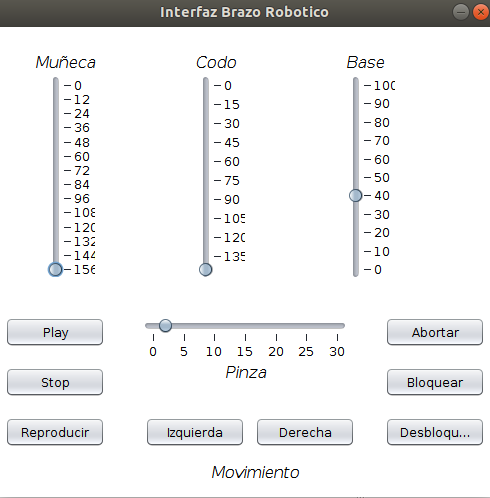 Interfaz Brazo Robotico
Muñeca Codo Base
0
12
24
36
48
60
72
84
96
108
120
132
144
156
0
15
30
45
60
75
90
105
120
135
100
90
80
70
60
50
40
30
20
10
0
Play
Stop
Reproducir
0 5 10 15 20 25 30
Pinza
Izquierda Derecha
Movimiento
Abortar
Bloquear
Desbloqu...